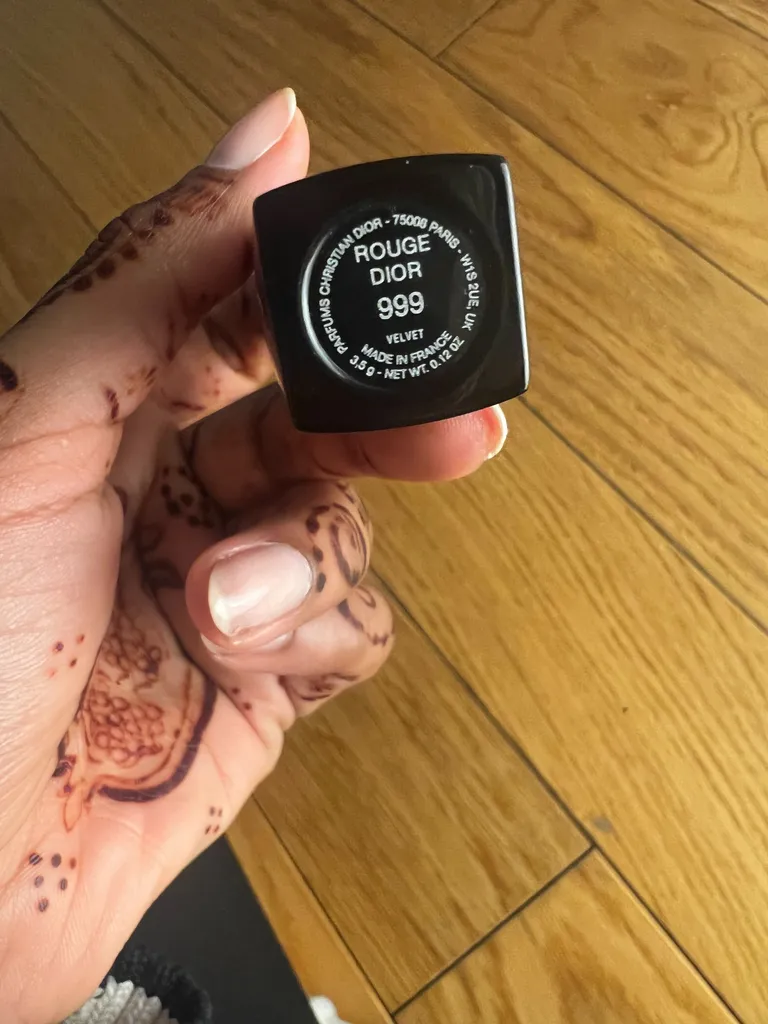 PARFUMS CHRISTIAN DIOR - 75008 PARIS - W1S 2UE, UK
ROUGE
DIOR
999
VELVET
MADE IN FRANCE
3,5 g - NET WT. 0.12 OZ